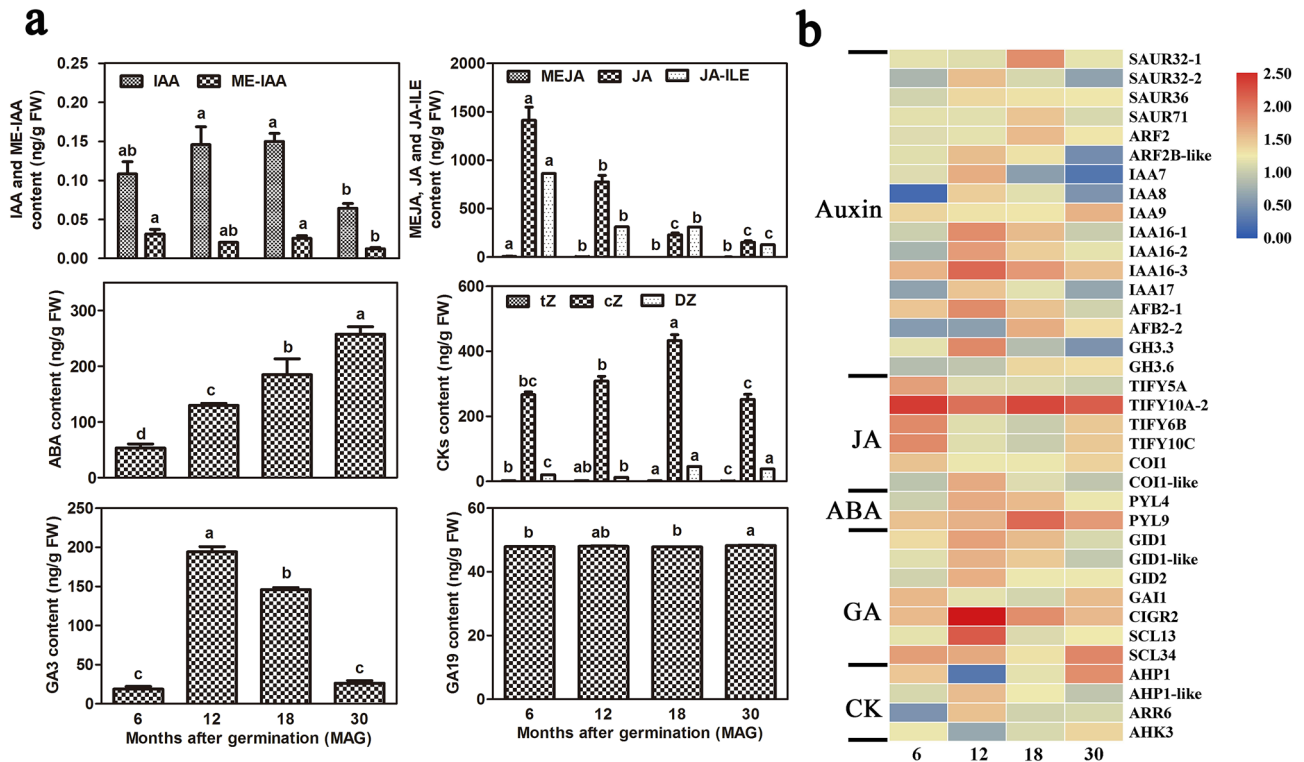 a
IAA and ME-IAA
content (ng/g FW)
0.25
0.20
0.15
0.10
0.05
0.00
IAA ME-IAA
ab a a a ab a b b
MEJA, JA and JA-ILE
content (ng/g FW)
2000
1500
1000
500
0
MEJA JA JA-ILE
a a a b b b b c b b c c
ABA content (ng/g FW)
300
200
100
0
d c b a
CKs content (ng/g FW)
600
400
200
0
tZ cZ DZ
b bc c ab b b a a a c c a
GA3 content (ng/g FW)
250
200
150
100
50
0
c a b c
6 12 18 30
Months after germination (MAG)
GA19 content (ng/g FW)
60
40
20
0
b ab b a
6 12 18 30
Months after germination (MAG)
b
Auxin
JA
ABA
GA
CK
SAUR32-1
SAUR32-2
SAUR36
SAUR71
ARF2
ARF2B-like
IAA7
IAA8
IAA9
IAA16-1
IAA16-2
IAA16-3
IAA17
AFB2-1
AFB2-2
GH3.3
GH3.6
TIFY5A
TIFY10A-2
TIFY6B
TIFY10C
COI1
COI1-like
PYL4
PYL9
GID1
GID1-like
GID2
GAI1
CIGR2
SCL13
SCL34
AHP1
AHP1-like
ARR6
AHK3
6 12 18 30
2.50
2.00
1.50
1.00
0.50
0.00